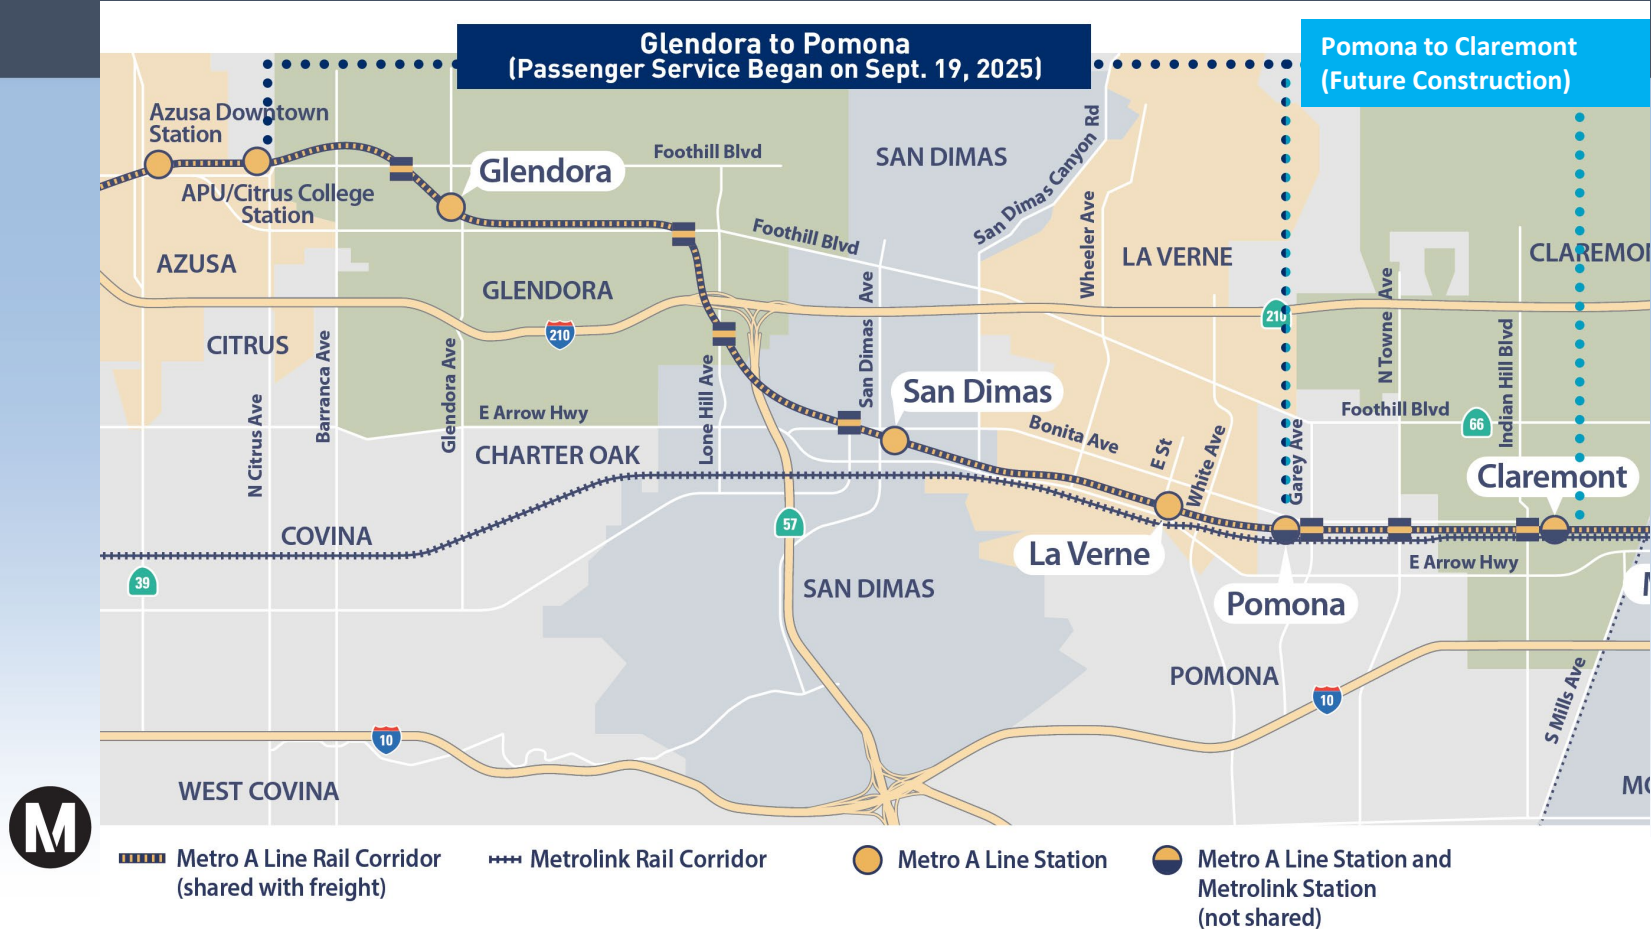 Glendora to Pomona
(Passenger Service Began on Sept. 19, 2025)
Pomona to Claremont
(Future Construction)
Azusa Downtown
Station
APU/Citrus College
Station
Glendora
Foothill Blvd
SAN DIMAS
San Dimas Canyon Rd
Foothill Blvd
Wheeler Ave
LA VERNE
CLAREMON
AZUSA
GLENDORA
210
210
CITRUS
N Citrus Ave
Barranca Ave
Glendora Ave
E Arrow Hwy
Lone Hill Ave
San Dimas Ave
San Dimas
Bonita Ave
E St
White Ave
Garey Ave
N Towne Ave
Foothill Blvd
66
Indian Hill Blvd
Claremont
CHARTER OAK
COVINA
57
La Verne
E Arrow Hwy
39
SAN DIMAS
Pomona
POMONA
10
S Mills Ave
10
WEST COVINA
M
Metro A Line Rail Corridor
(shared with freight)
Metrolink Rail Corridor
Metro A Line Station
Metro A Line Station and
Metrolink Station
(not shared)